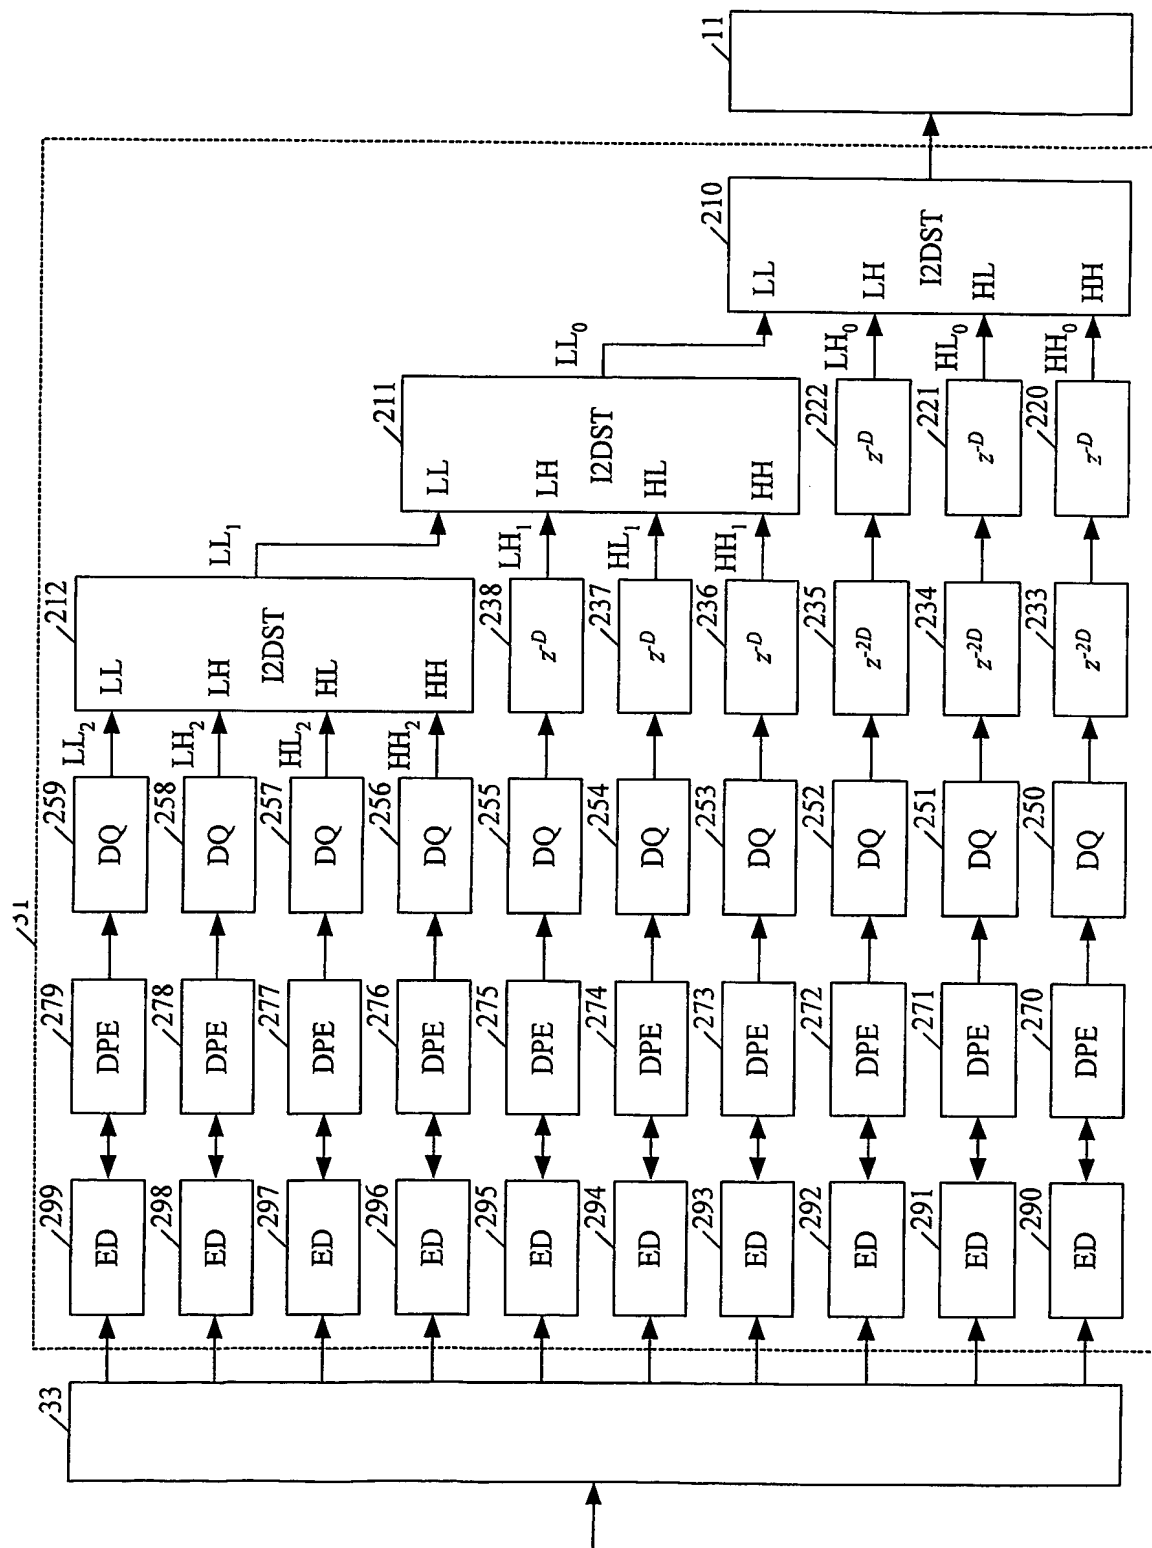 31
33
299
ED
279
DPE
259
DQ
LL₂
298
ED
278
DPE
258
DQ
LH₂
297
ED
277
DPE
257
DQ
HL₂
296
ED
276
DPE
256
DQ
HH₂
212
LL
LH
I2DST
HL
HH
LL₁
295
ED
275
DPE
255
DQ
238
z⁻ᴰ
LH₁
294
ED
274
DPE
254
DQ
237
z⁻ᴰ
HL₁
293
ED
273
DPE
253
DQ
236
z⁻ᴰ
HH₁
211
LL
LH
I2DST
HL
HH
LL₀
292
ED
272
DPE
252
DQ
235
z⁻²ᴰ
222
z⁻ᴰ
LH₀
291
ED
271
DPE
251
DQ
234
z⁻²ᴰ
221
z⁻ᴰ
HL₀
290
ED
270
DPE
250
DQ
233
z⁻²ᴰ
220
z⁻ᴰ
HH₀
210
LL
LH
I2DST
HL
HH
11